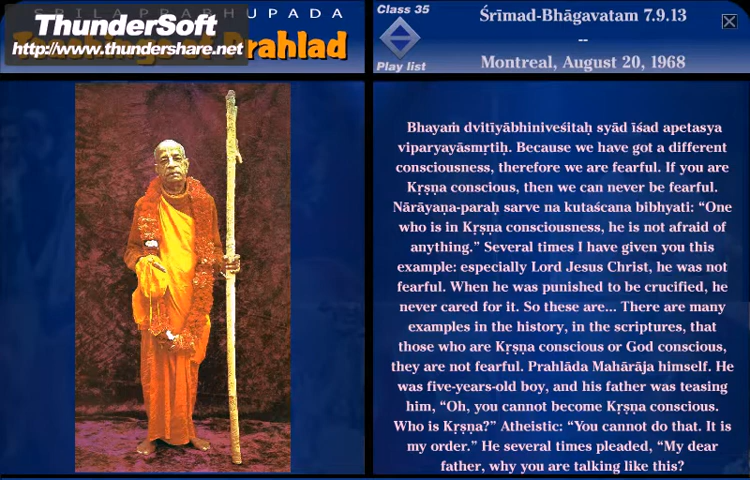 SRILA PRABHUPADA
ThunderSoft
http://www.thundershare.net
Prahlad
Class 35
Play list
Śrīmad-Bhāgavatam 7.9.13
--
Montreal, August 20, 1968
Bhayaṁ dvitīyābhiniveśitaḥ syād īśad apetasya
viparyayāsmṛtiḥ. Because we have got a different
consciousness, therefore we are fearful. If you are
Kṛṣṇa conscious, then we can never be fearful.
Nārāyaṇa-paraḥ sarve na kutaścana bibhyati: “One
who is in Kṛṣṇa consciousness, he is not afraid of
anything.” Several times I have given you this
example: especially Lord Jesus Christ, he was not
fearful. When he was punished to be crucified, he
never cared for it. So these are... There are many
examples in the history, in the scriptures, that
those who are Kṛṣṇa conscious or God conscious,
they are not fearful. Prahlāda Mahārāja himself. He
was five-years-old boy, and his father was teasing
him, “Oh, you cannot become Kṛṣṇa conscious.
Who is Kṛṣṇa?” Atheistic: “You cannot do that. It is
my order.” He several times pleaded, “My dear
father, why you are talking like this?